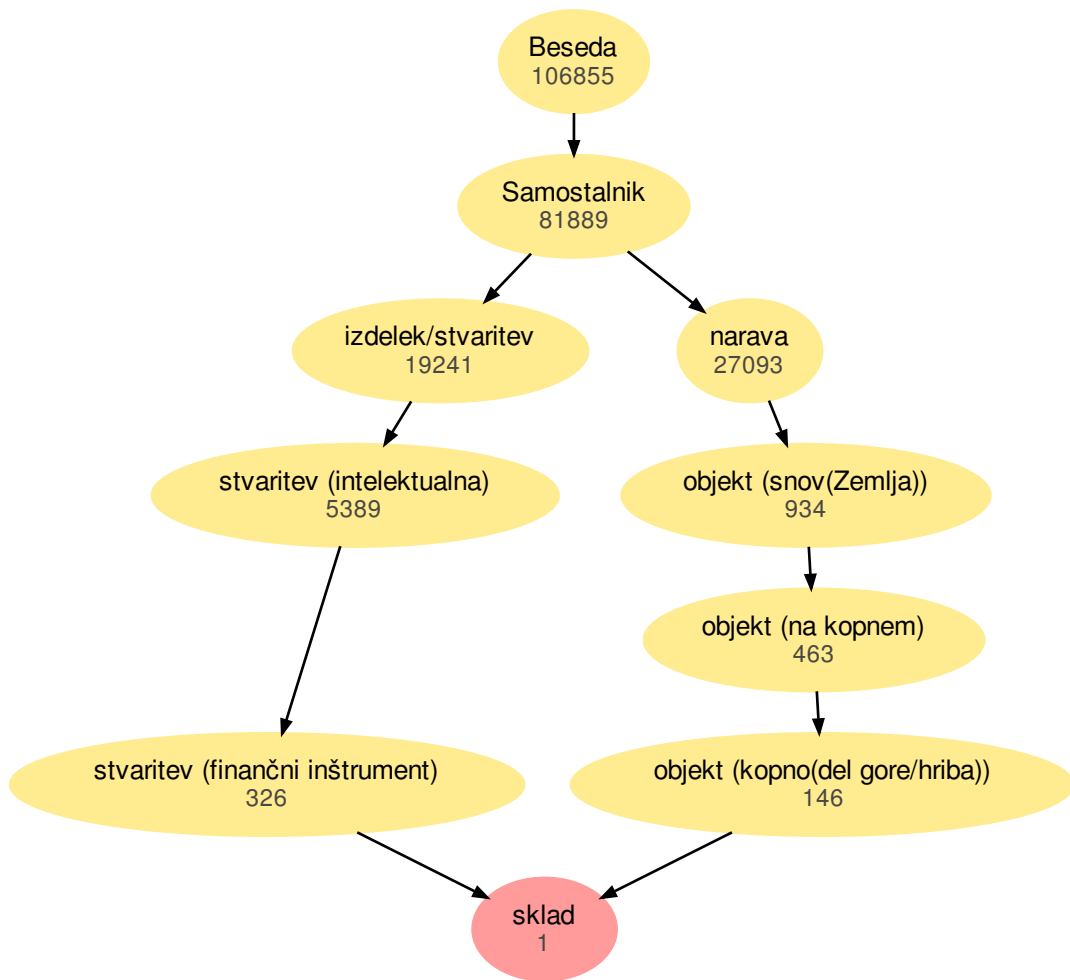 Beseda
106855
Samostalnik
81889
izdelek/stvaritev
19241
narava
27093
stvaritev (intelektualna)
5389
objekt (snov(Zemlja))
934
objekt (na kopnem)
463
stvaritev (finančni inštrument)
326
objekt (kopno(del gore/hriba))
146
sklad
1